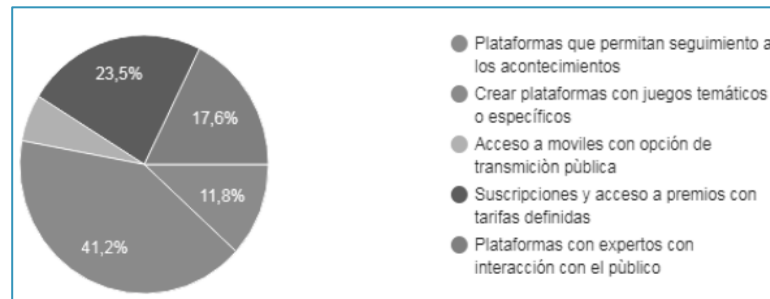 23,5%
17,6%
11,8%
41,2%
Plataformas que permitan seguimiento a
los acontecimientos
Crear plataformas con juegos temáticos
o específicos
Acceso a moviles con opción de
transmiciòn pùblica
Suscripciones y acceso a premios con
tarifas definidas
Plataformas con expertos con
interacción con el pùblico